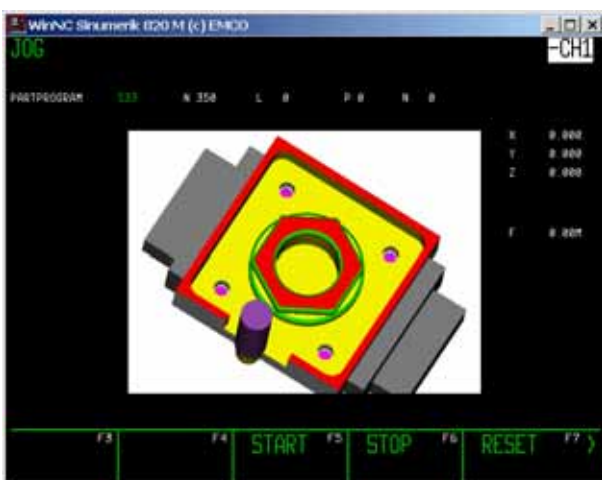 WinNC Sinumerik 820 M (c) EMCO
JOG -CH1
PARTPROGRAM 533 N 350 L 0 P 0 N 0
X 0.000
Y 0.000
Z 0.000
F 0.00M
F3 F4 START F5 STOP F6 RESET F7 >